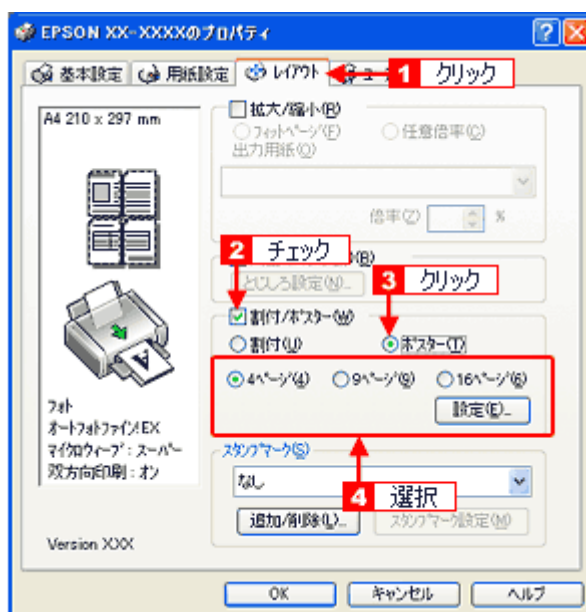 EPSON XX-XXXXのプロパティ
基本設定 用紙設定 レイアウト
1 クリック
A4 210 x 297 mm
拡大/縮小(R)
フィットページ(F) 任意倍率(C)
出力用紙(O)
倍率(Z) %
2 チェック
とじしろ設定(N)...
3 クリック
割付/ポスター(W)
割付(U) ポスター(T)
4ページ(4) 9ページ(9) 16ページ(6)
設定(E)...
フォト
オートフォトファイン!EX
マイクロウィーブ : スーパー
双方向印刷 : オン
スタンプマーク(S)
なし
4 選択
追加/削除(L)... スタンプマーク設定(M)
Version XXX
OK キャンセル ヘルプ